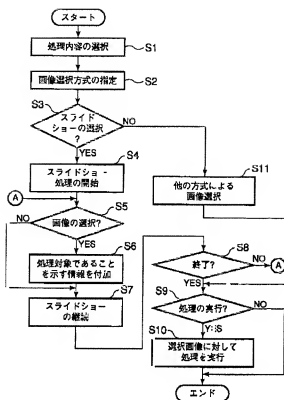 スタート
処理内容の選択
S1
画像選択方式の指定
S2
S3
スライド
ショーの選択
?
NO
YES
S4
スライドショー
処理の開始
S11
他の方式による
画像選択
A
S5
画像の選択?
NO
YES
S6
処理対象であること
を示す情報を付加
S7
スライドショー
の継続
S8
終了?
NO
A
YES
S9
処理の実行?
NO
YES
S10
選択画像に対して
処理を実行
エンド